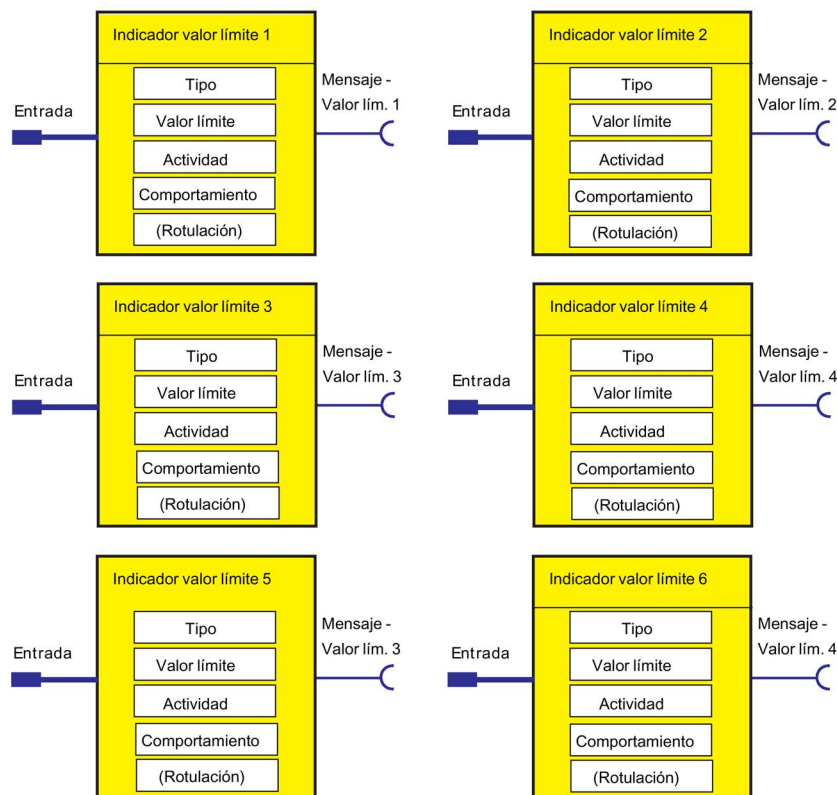 Indicador valor límite 1
Tipo
Valor límite
Actividad
Comportamiento
(Rotulación)
Entrada
Mensaje -
Valor lím. 1
Indicador valor límite 2
Tipo
Valor límite
Actividad
Comportamiento
(Rotulación)
Entrada
Mensaje -
Valor lím. 2
Indicador valor límite 3
Tipo
Valor límite
Actividad
Comportamiento
(Rotulación)
Entrada
Mensaje -
Valor lím. 3
Indicador valor límite 4
Tipo
Valor límite
Actividad
Comportamiento
(Rotulación)
Entrada
Mensaje -
Valor lím. 4
Indicador valor límite 5
Tipo
Valor límite
Actividad
Comportamiento
(Rotulación)
Entrada
Mensaje -
Valor lím. 3
Indicador valor límite 6
Tipo
Valor límite
Actividad
Comportamiento
(Rotulación)
Entrada
Mensaje -
Valor lím. 4